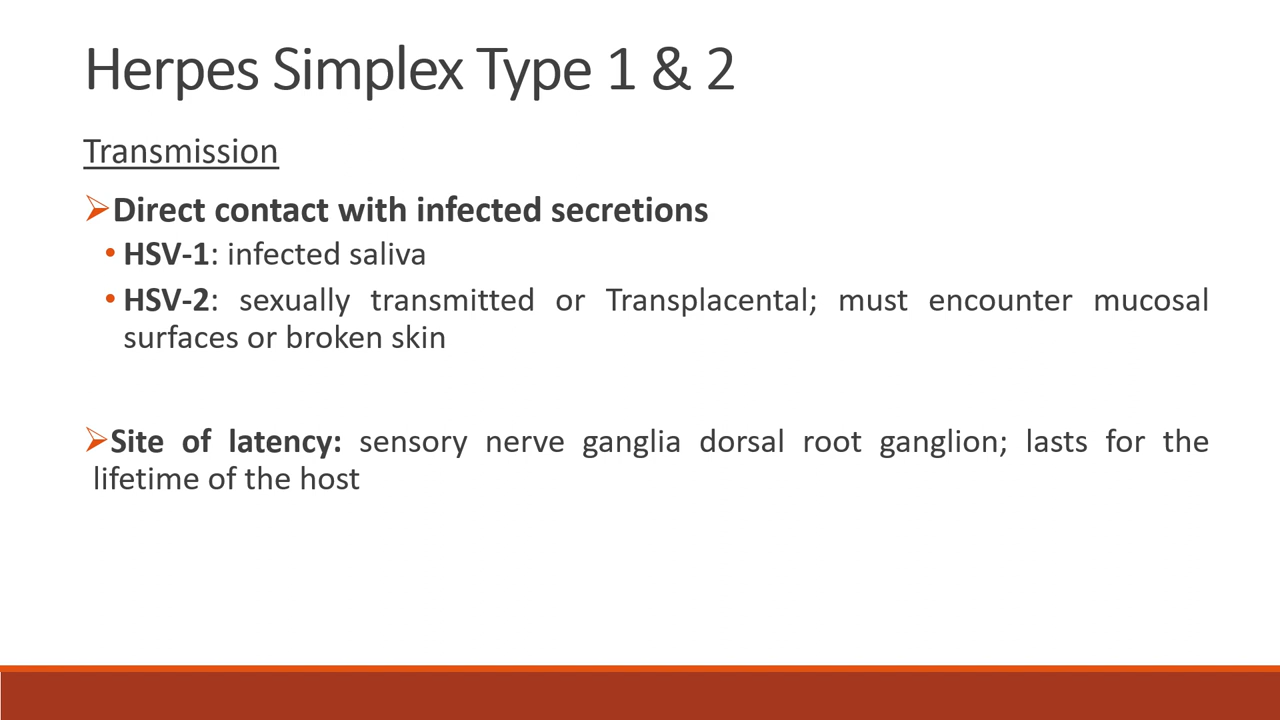 Herpes Simplex Type 1 & 2
Transmission
➢Direct contact with infected secretions
• HSV-1: infected saliva
• HSV-2: sexually transmitted or Transplacental; must encounter mucosal
surfaces or broken skin
➢Site of latency: sensory nerve ganglia dorsal root ganglion; lasts for the
lifetime of the host